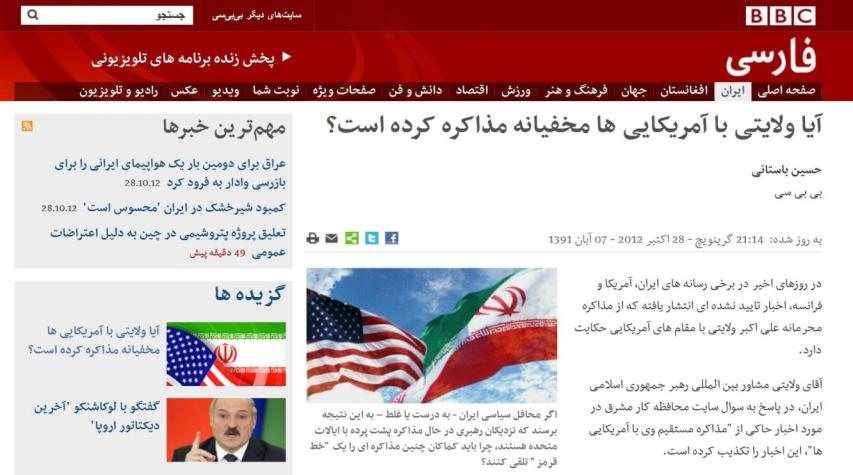 BBC
سایت‌های دیگر بی‌بی‌سی
جستجو
فارسی
پخش زنده برنامه های تلویزیونی
صفحه اصلی ایران افغانستان جهان فرهنگ و هنر ورزش اقتصاد دانش و فن صفحات ویژه نوبت شما ویدیو عکس رادیو و تلویزیون
آیا ولایتی با آمریکایی ها مخفیانه مذاکره کرده است؟
حسین باستانی
بی بی سی
به روز شده: 21:14 گرینویچ - 28 اکتبر 2012 - 07 آبان 1391
در روزهای اخیر در برخی رسانه های ایران، آمریکا و
فرانسه، اخبار تایید نشده ای انتشار یافته که از مذاکره
محرمانه علی اکبر ولایتی با مقام های آمریکایی حکایت
دارد.
آقای ولایتی مشاور بین المللی رهبر جمهوری اسلامی
ایران، در پاسخ به سوال سایت محافظه کار مشرق در
مورد اخبار حاکی از "مذاکره مستقیم وی با آمریکایی
ها"، این اخبار را تکذیب کرده است.
اگر محافل سیاسی ایران - به درست یا غلط – به این نتیجه
برسند که نزدیکان رهبری در حال مذاکره پشت پرده با ایالات
متحده هستند، چرا باید کماکان چنین مذاکره ای را یک "خط
قرمز" تلقی کنند؟
مهم‌ترین خبرها
عراق برای دومین بار یک هواپیمای ایرانی را برای
بازرسی وادار به فرود کرد 28.10.12
کمبود شیرخشک در ایران 'محسوس است' 28.10.12
تعلیق پروژه پتروشیمی در چین به دلیل اعتراضات
عمومی 49 دقیقه پیش
گزیده ها
آیا ولایتی با آمریکایی ها
مخفیانه مذاکره کرده است؟
گفتگو با لوکاشنکو 'آخرین
دیکتاتور اروپا'